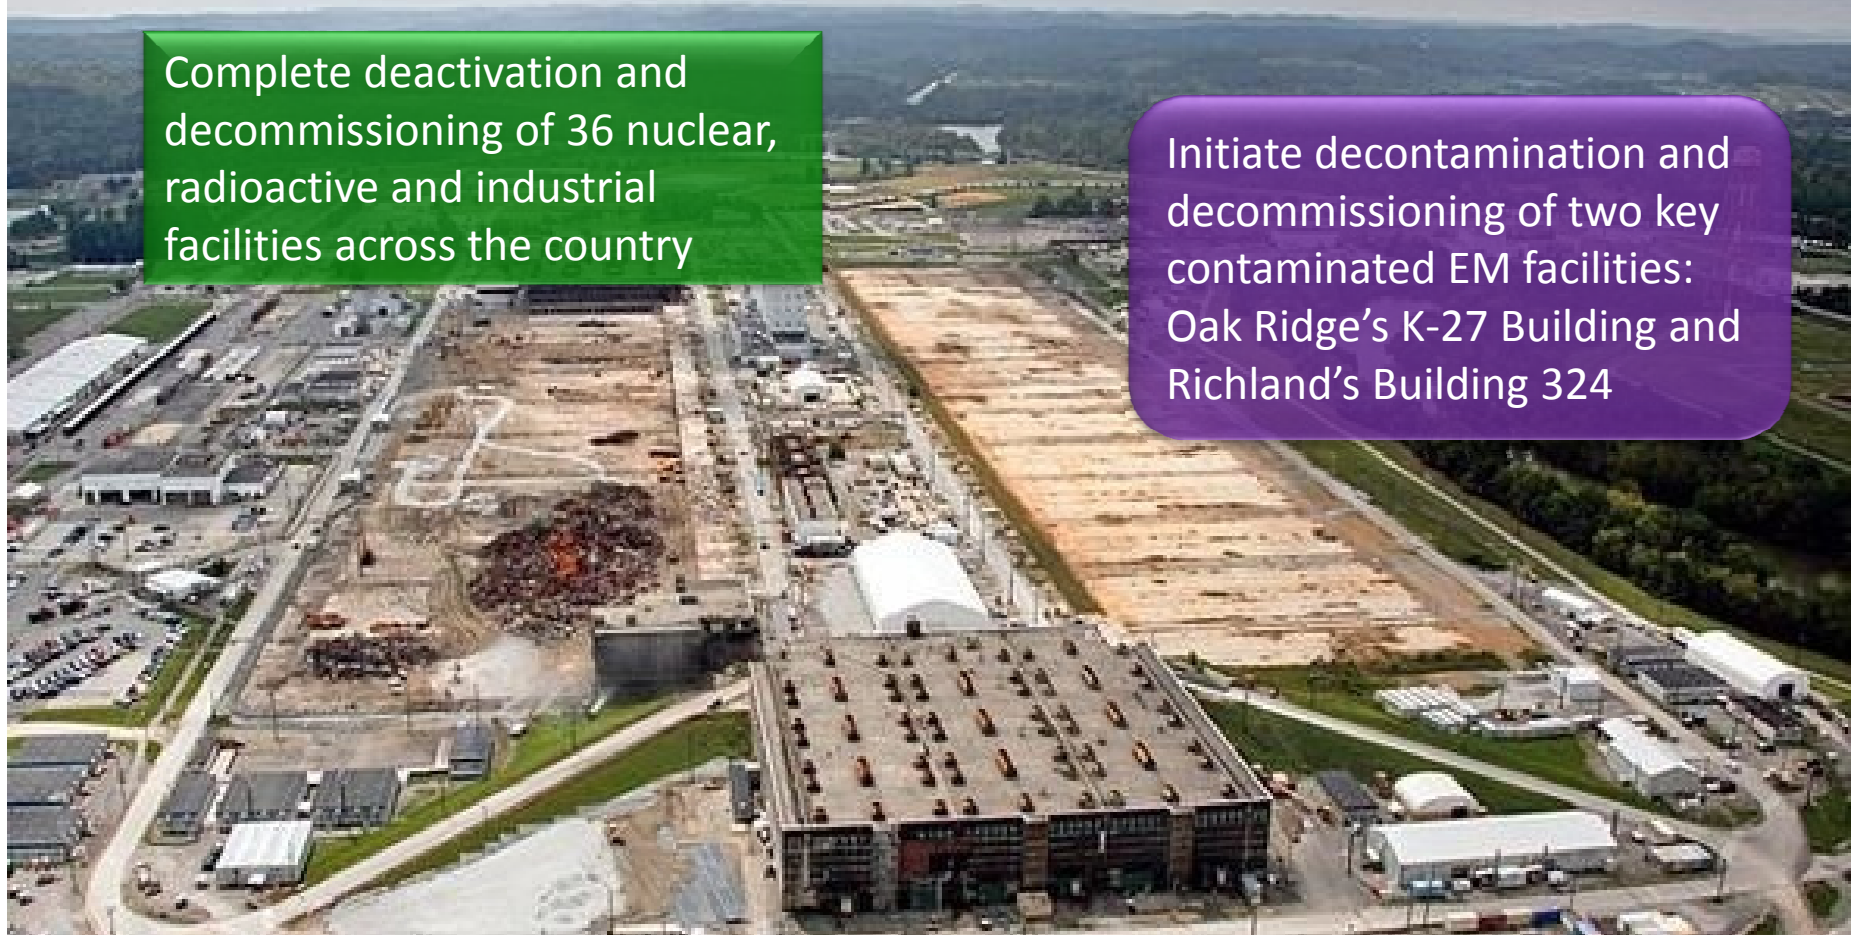 Complete deactivation and
decommissioning of 36 nuclear,
radioactive and industrial
facilities across the country
Initiate decontamination and
decommissioning of two key
contaminated EM facilities:
Oak Ridge’s K-27 Building and
Richland’s Building 324